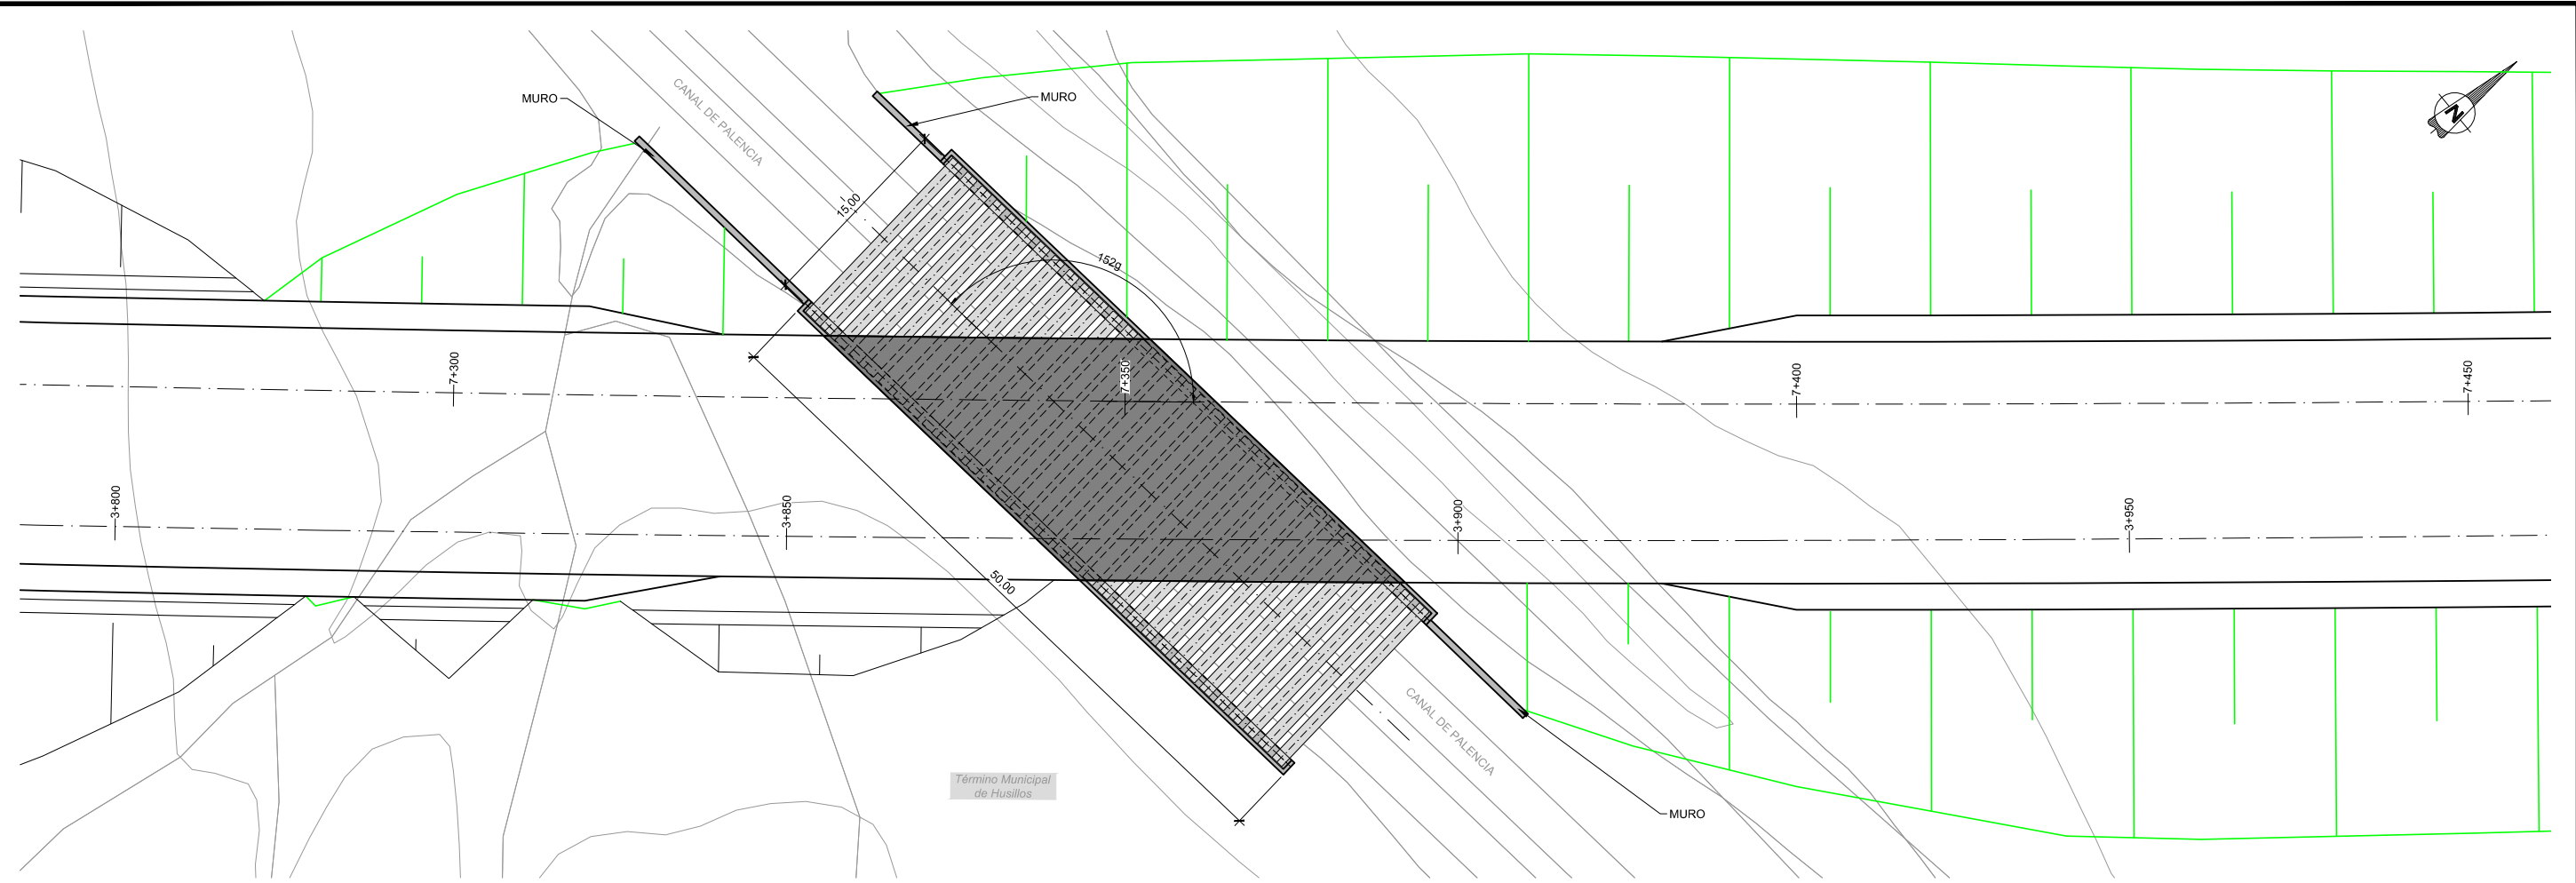 MURO
CANAL DE PALENCIA
MURO
N
15.00
152g
7+300
7+350
7+400
7+450
3+800
3+850
3+900
3+950
50.00
CANAL DE PALENCIA
Término Municipal
de Husillos
MURO